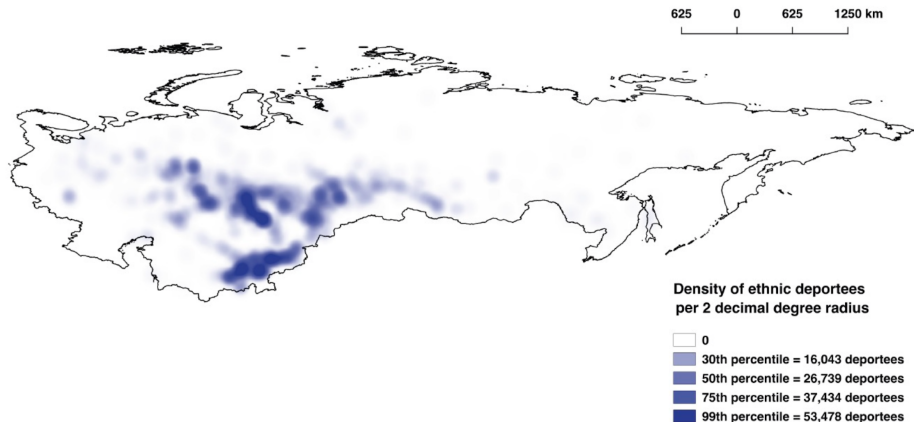 625 0 625 1250 km
Density of ethnic deportees
per 2 decimal degree radius
0
30th percentile = 16,043 deportees
50th percentile = 26,739 deportees
75th percentile = 37,434 deportees
99th percentile = 53,478 deportees